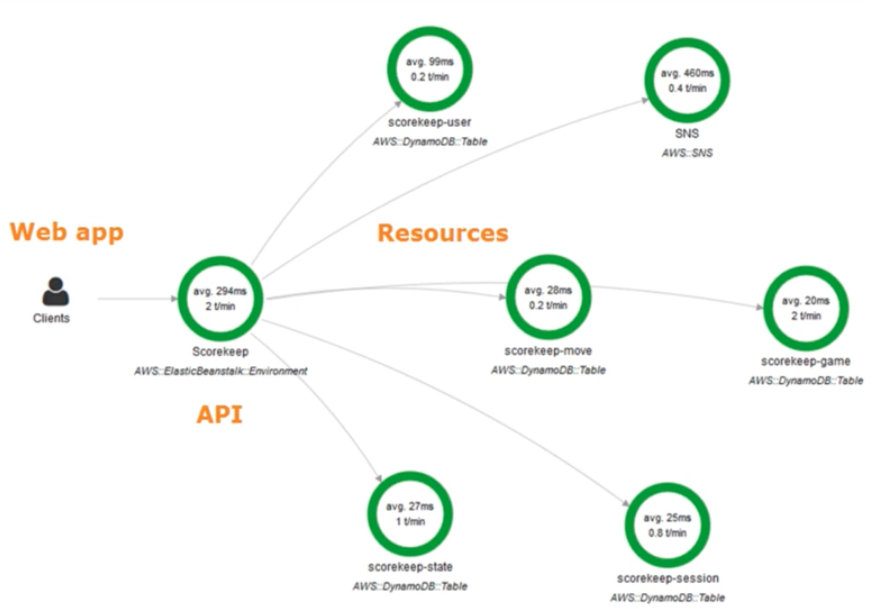 avg. 99ms
0.2 t/min
scorekeep-user
AWS::DynamoDB::Table
avg. 460ms
0.4 t/min
SNS
AWS::SNS
Web app
Resources
Clients
avg. 294ms
2 t/min
Scorekeep
AWS::ElasticBeanstalk::Environment
avg. 28ms
0.2 t/min
scorekeep-move
AWS::DynamoDB::Table
avg. 20ms
2 t/min
scorekeep-game
AWS::DynamoDB::Table
API
avg. 27ms
1 t/min
scorekeep-state
AWS::DynamoDB::Table
avg. 25ms
0.8 t/min
scorekeep-session
AWS::DynamoDB::Table